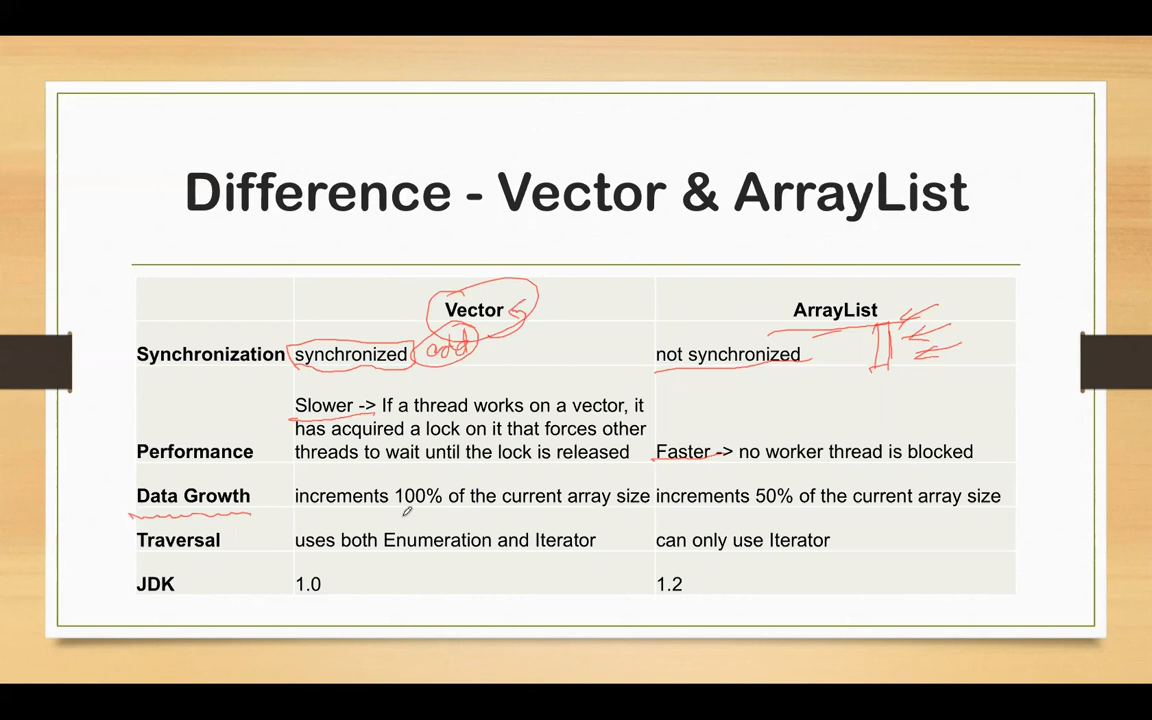 Difference - Vector & ArrayList
Vector ArrayList
Synchronization synchronized add not synchronized
Slower -> If a thread works on a vector, it
has acquired a lock on it that forces other
Performance threads to wait until the lock is released Faster -> no worker thread is blocked
Data Growth increments 100% of the current array size increments 50% of the current array size
Traversal uses both Enumeration and Iterator can only use Iterator
JDK 1.0 1.2